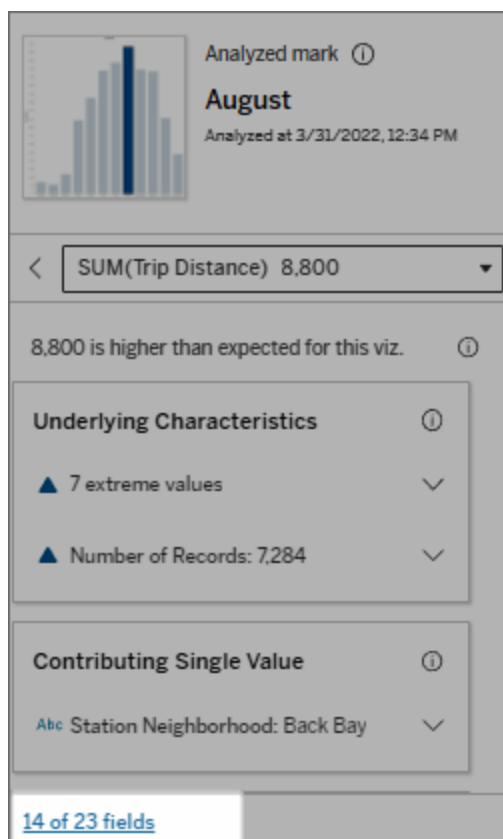 Analyzed mark
August
Analyzed at 3/31/2022, 12:34 PM
SUM(Trip Distance) 8,800
8,800 is higher than expected for this viz.
Underlying Characteristics
7 extreme values
Number of Records: 7,284
Contributing Single Value
Abc Station Neighborhood: Back Bay
14 of 23 fields